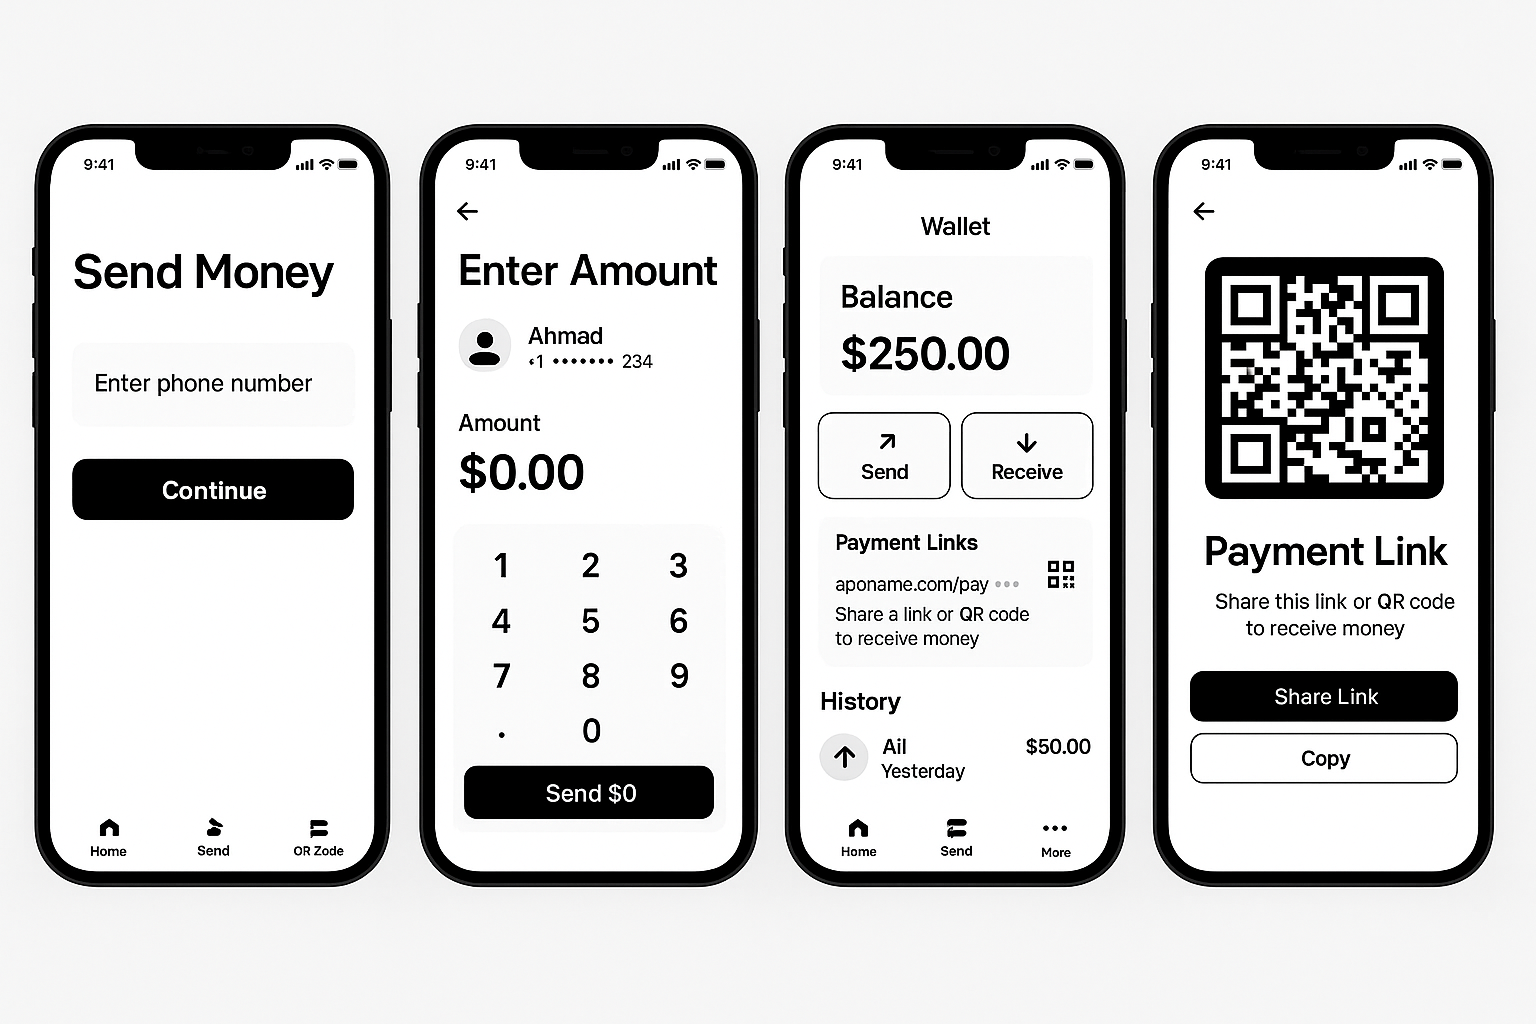 9:41
Send Money
Enter phone number
Continue
Home
Send
OR Zode
9:41
Enter Amount
Ahmad
+1 ••••••• 234
Amount
$0.00
1 2 3
4 5 6
7 8 9
. 0
Send $0
9:41
Wallet
Balance
$250.00
Send
Receive
Payment Links
aponame.com/pay •••
Share a link or QR code
to receive money
History
Ail
$50.00
Yesterday
Home
Send
More
9:41
Payment Link
Share this link or QR code
to receive money
Share Link
Copy